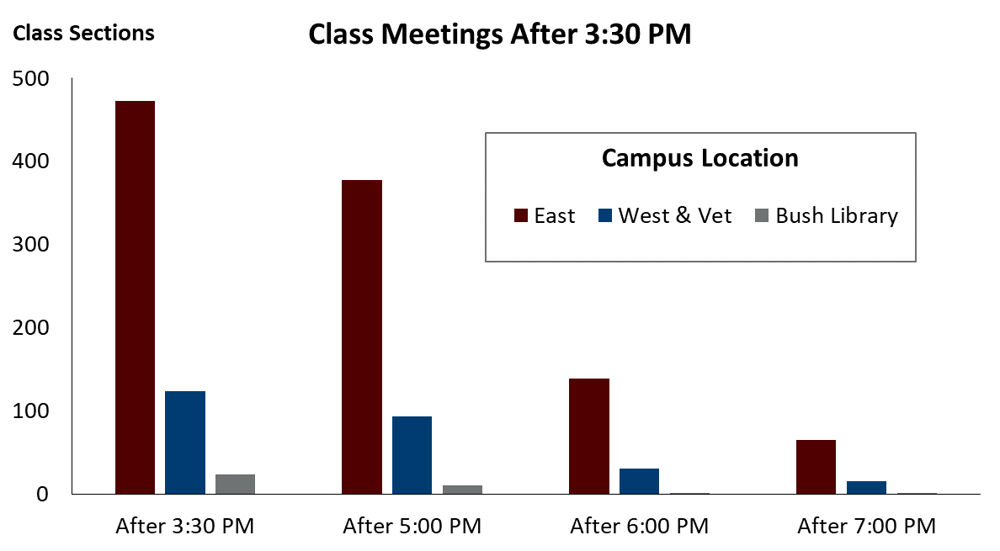 Class Sections
Class Meetings After 3:30 PM
500
400
300
200
100
0
Campus Location
East
West & Vet
Bush Library
After 3:30 PM
After 5:00 PM
After 6:00 PM
After 7:00 PM